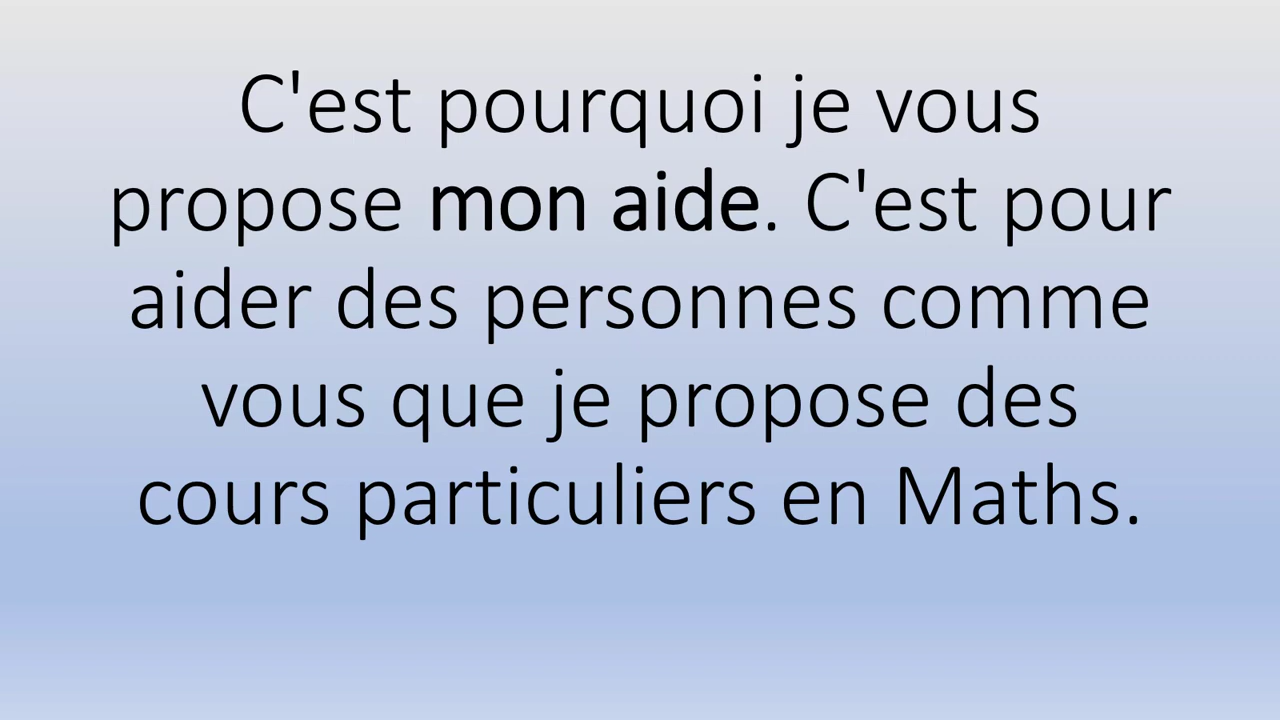 C'est pourquoi je vous
propose mon aide. C'est pour
aider des personnes comme
vous que je propose des
cours particuliers en Maths.